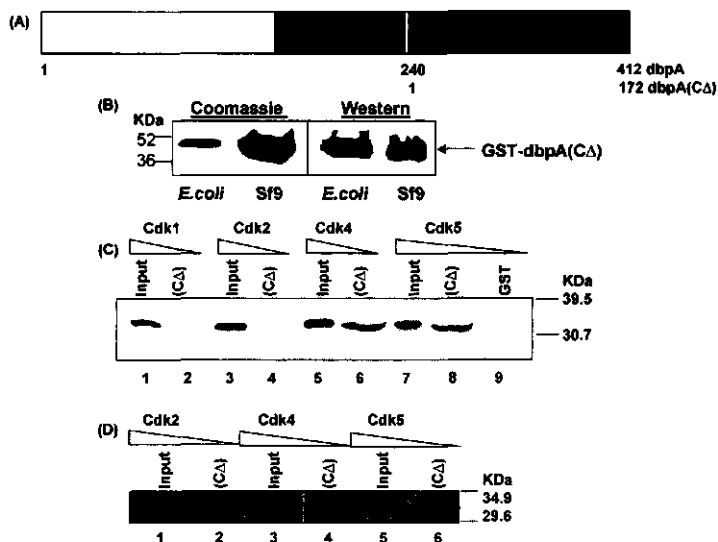 (A)
1 240 412 dbpA
1 172 dbpA(CΔ)
(B) Coomassie Western
KDa
52
36
GST-dbpA(CΔ)
E.coli Sf9 E.coli Sf9
(C) Cdk1 Cdk2 Cdk4 Cdk5
Input (CΔ) Input (CΔ) Input (CΔ) Input (CΔ) GST
KDa
39.5
30.7
1 2 3 4 5 6 7 8 9
(D) Cdk2 Cdk4 Cdk5
Input (CΔ) Input (CΔ) Input (CΔ)
KDa
34.9
29.6
1 2 3 4 5 6